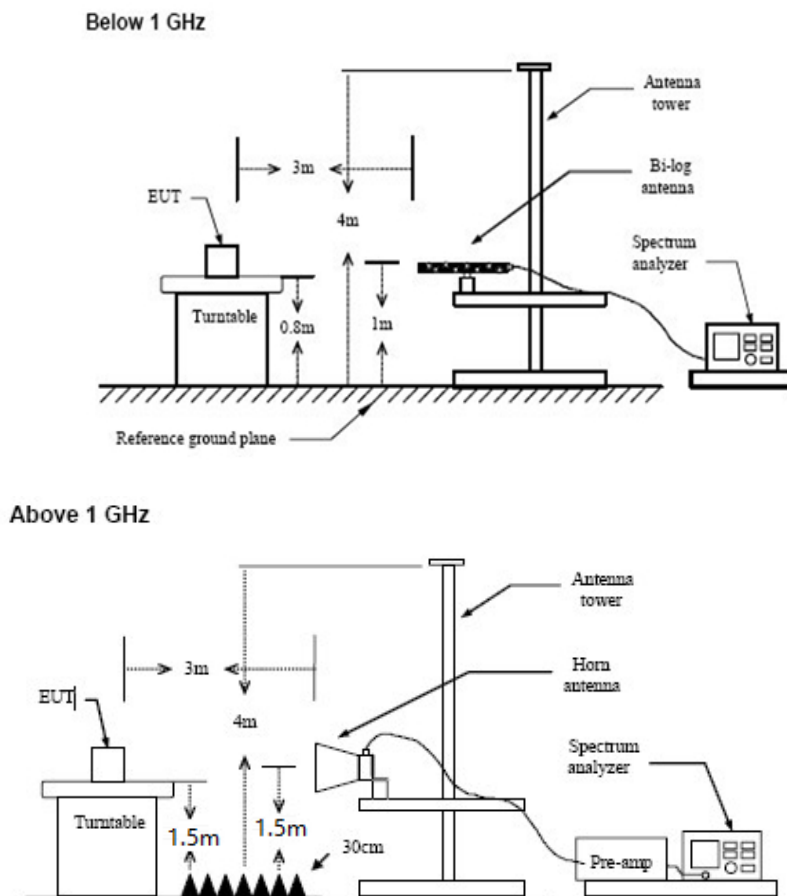 Below 1 GHz
Antenna
tower
3m
Bi-log
antenna
EUT
4m
Spectrum
analyzer
Turntable
0.8m
1m
Reference ground plane
Above 1 GHz
Antenna
tower
3m
Horn
antenna
EUT
4m
Spectrum
analyzer
Turntable
1.5m
1.5m
30cm
Pre-amp